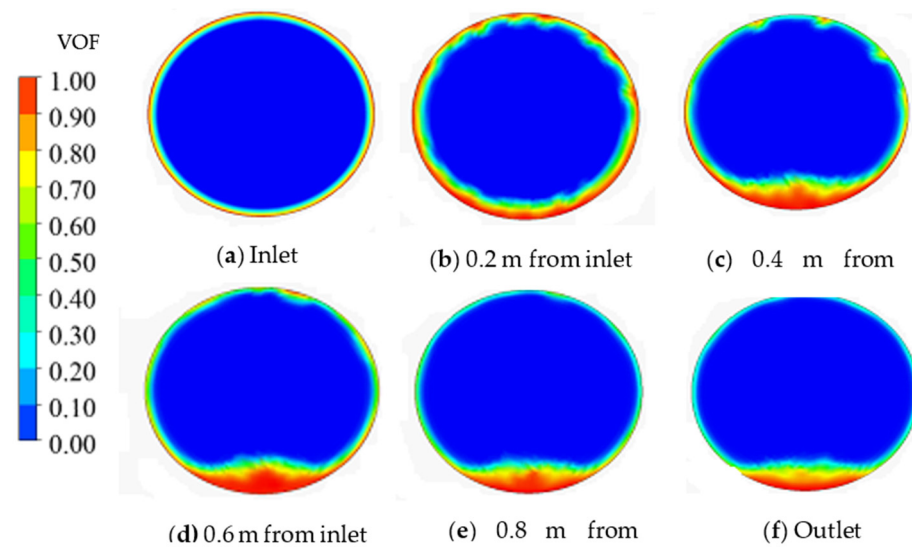 VOF
1.00
0.90
0.80
0.70
0.60
0.50
0.40
0.30
0.20
0.10
0.00
(a) Inlet
(b) 0.2 m from inlet
(c) 0.4 m from
(d) 0.6 m from inlet
(e) 0.8 m from
(f) Outlet